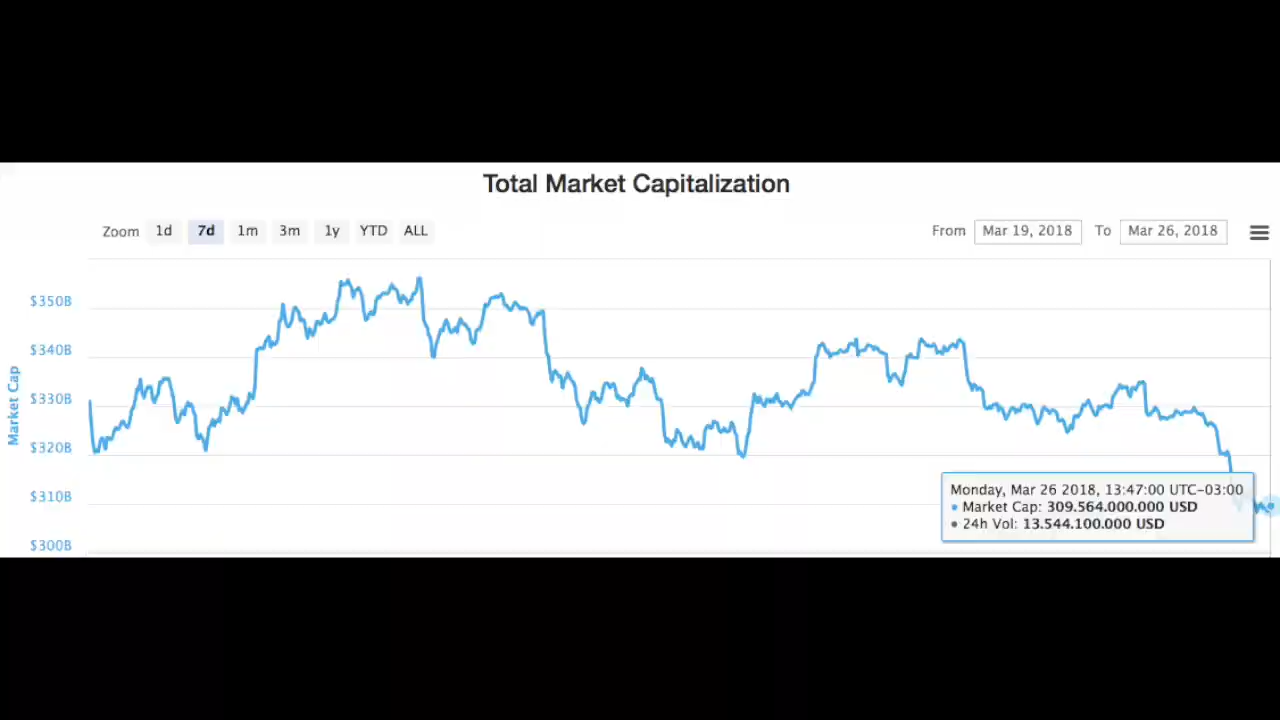 Total Market Capitalization
Zoom 1d 7d 1m 3m 1y YTD ALL From Mar 19, 2018 To Mar 26, 2018
$350B
$340B
$330B
$320B
$310B
$300B
Market Cap
Monday, Mar 26 2018, 13:47:00 UTC-03:00
Market Cap: 309.564.000.000 USD
24h Vol: 13.544.100.000 USD